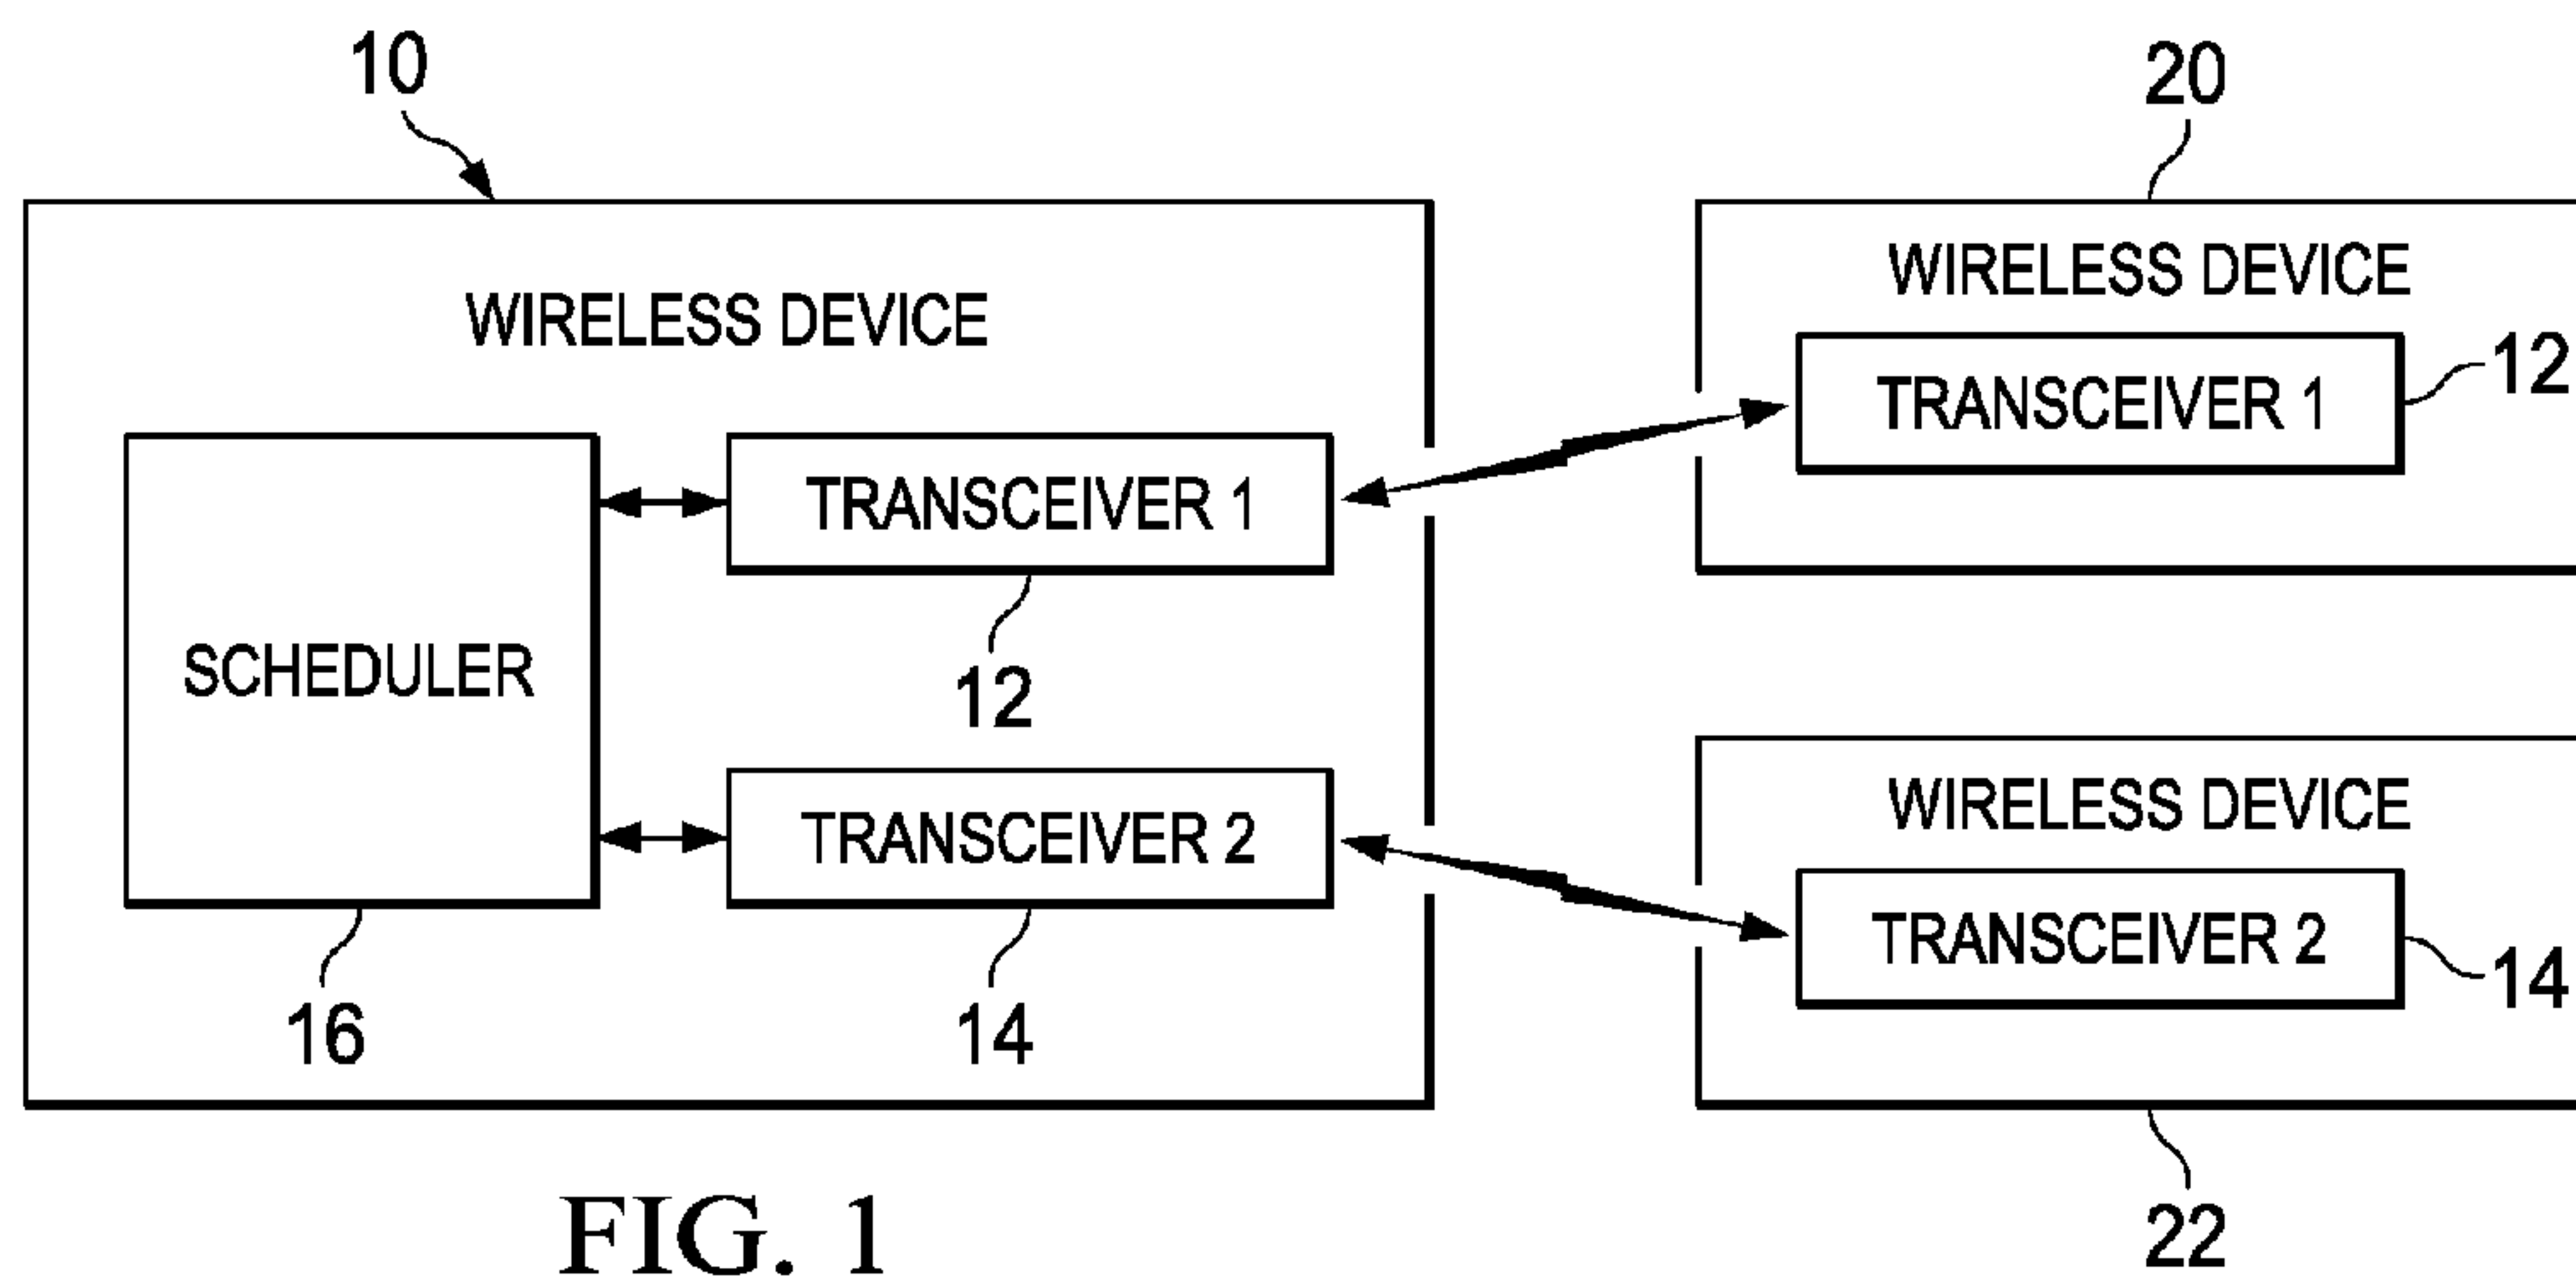 10
20
WIRELESS DEVICE
WIRELESS DEVICE
TRANSCEIVER 1
12
TRANSCEIVER 1
12
SCHEDULER
TRANSCEIVER 2
14
16
WIRELESS DEVICE
TRANSCEIVER 2
14
22
FIG. 1